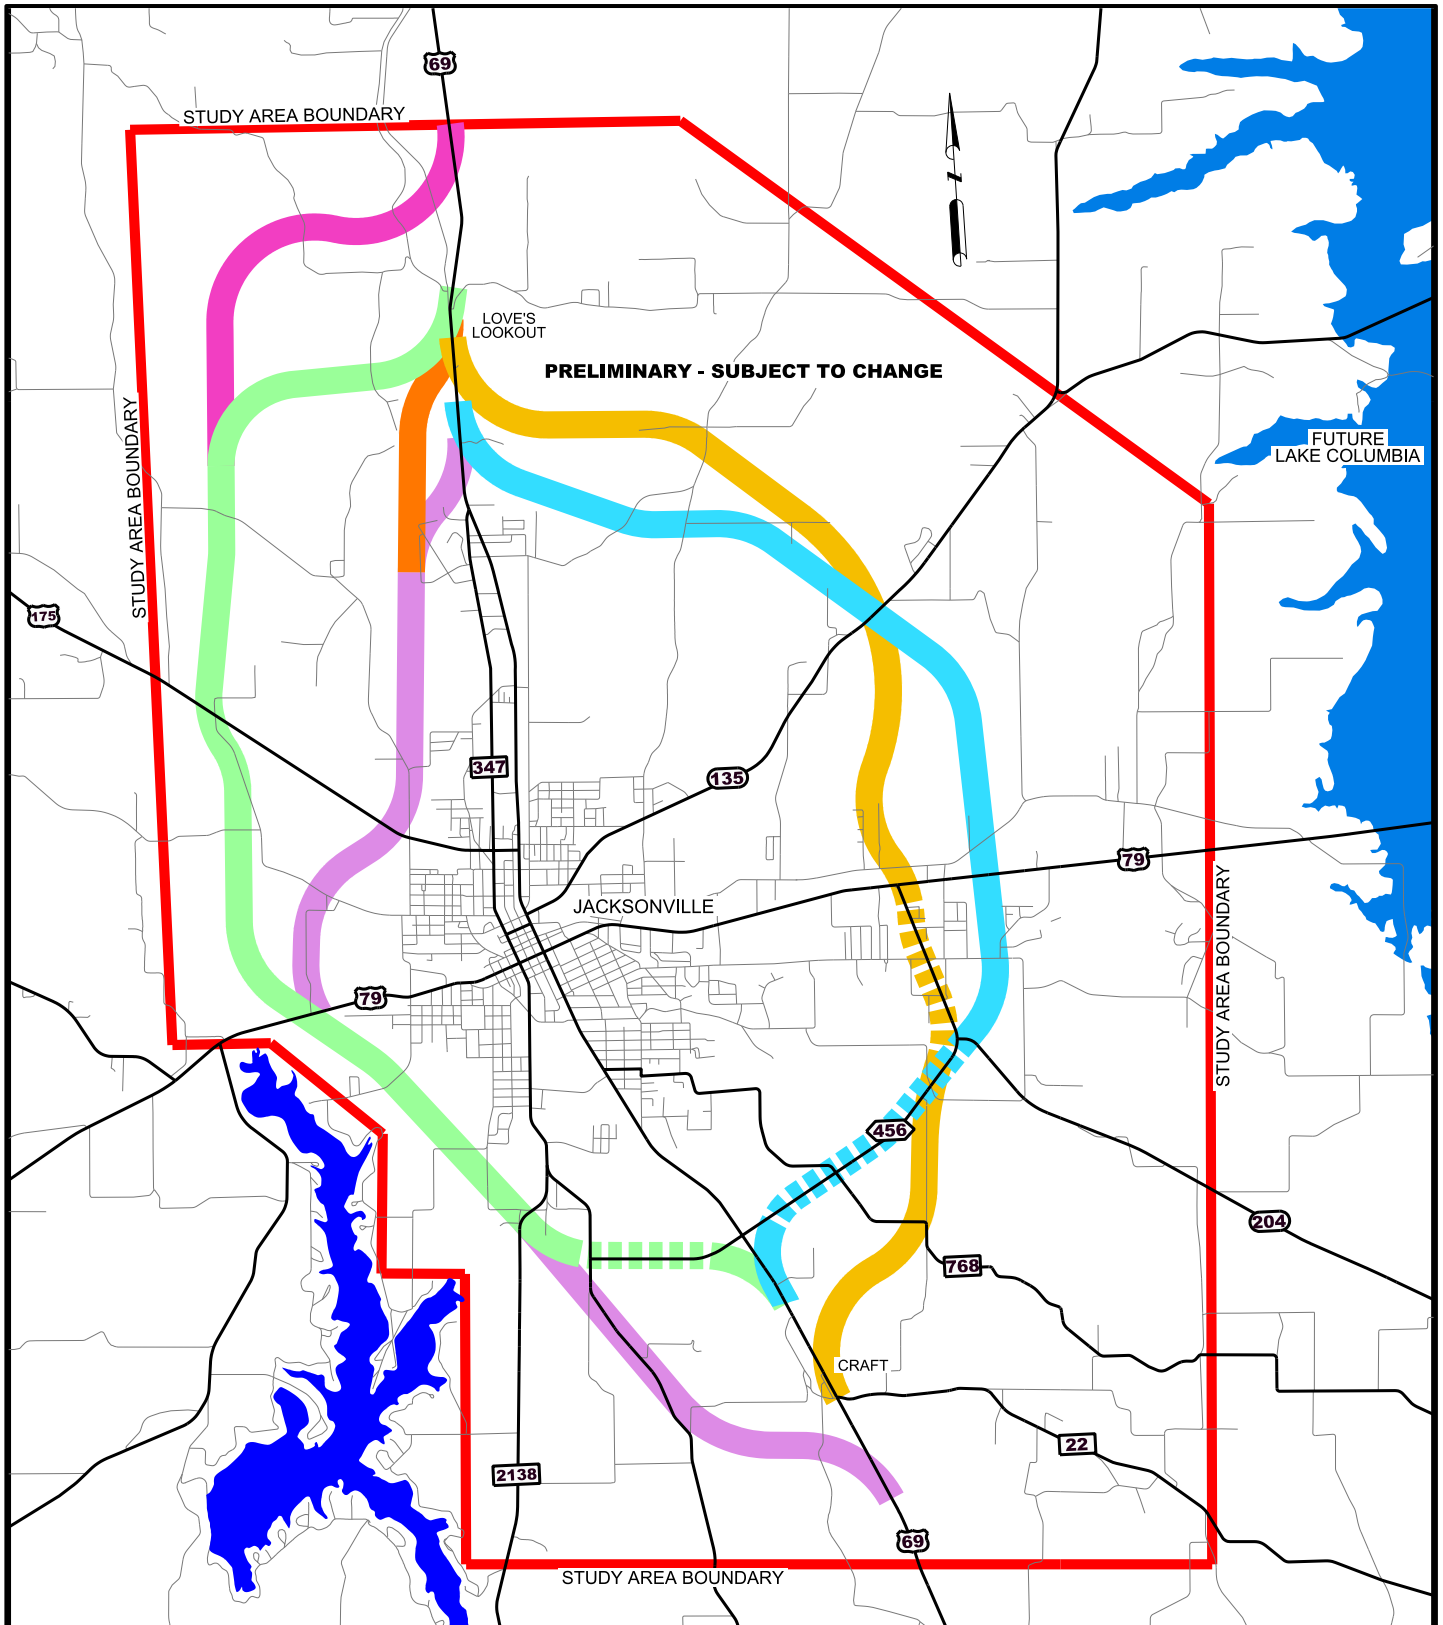 69
STUDY AREA BOUNDARY
LOVE'S
LOOKOUT
PRELIMINARY - SUBJECT TO CHANGE
STUDY AREA BOUNDARY
FUTURE
LAKE COLUMBIA
175
347
135
79
JACKSONVILLE
STUDY AREA BOUNDARY
79
456
204
768
CRAFT
22
2138
69
STUDY AREA BOUNDARY